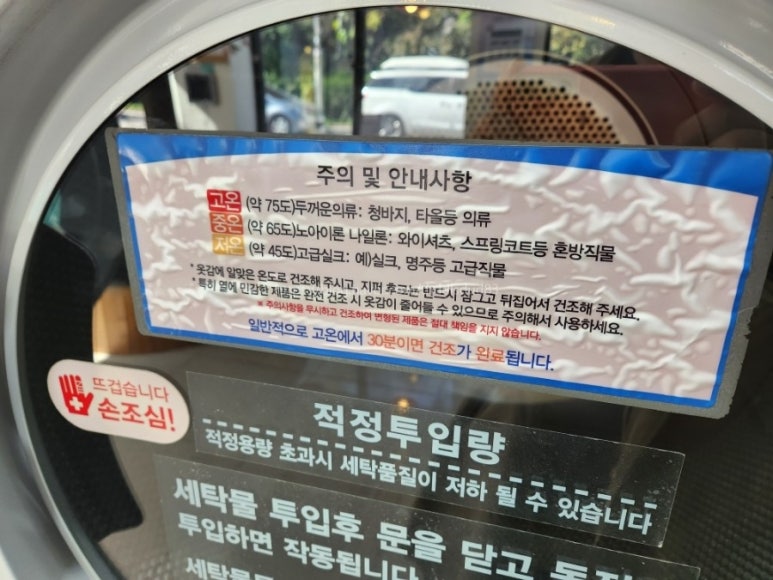 주의 및 안내사항
고온 (약 75도)두꺼운의류: 청바지, 타올등 의류
중온 (약 65도)노아이론 나일론: 와이셔츠, 스프링코트등 혼방직물
저온 (약 45도)고급실크: 예)실크, 명주등 고급직물
* 옷감에 알맞은 온도로 건조해 주시고, 지퍼 후크는 반드시 잠그고 뒤집어서 건조해 주세요.
* 특히 열에 민감한 제품은 완전 건조 시 옷감이 줄어들 수 있으므로 주의해서 사용하세요.
* 주의사항을 무시하고 건조하여 변형된 제품은 절대 책임을 지지 않습니다.
일반적으로 고온에서 30분이면 건조가 완료됩니다.
뜨겁습니다
손조심!
적정투입량
적정용량 초과시 세탁품질이 저하 될 수 있습니다
세탁물 투입후 문을 닫고
투입하면 작동됩니다.